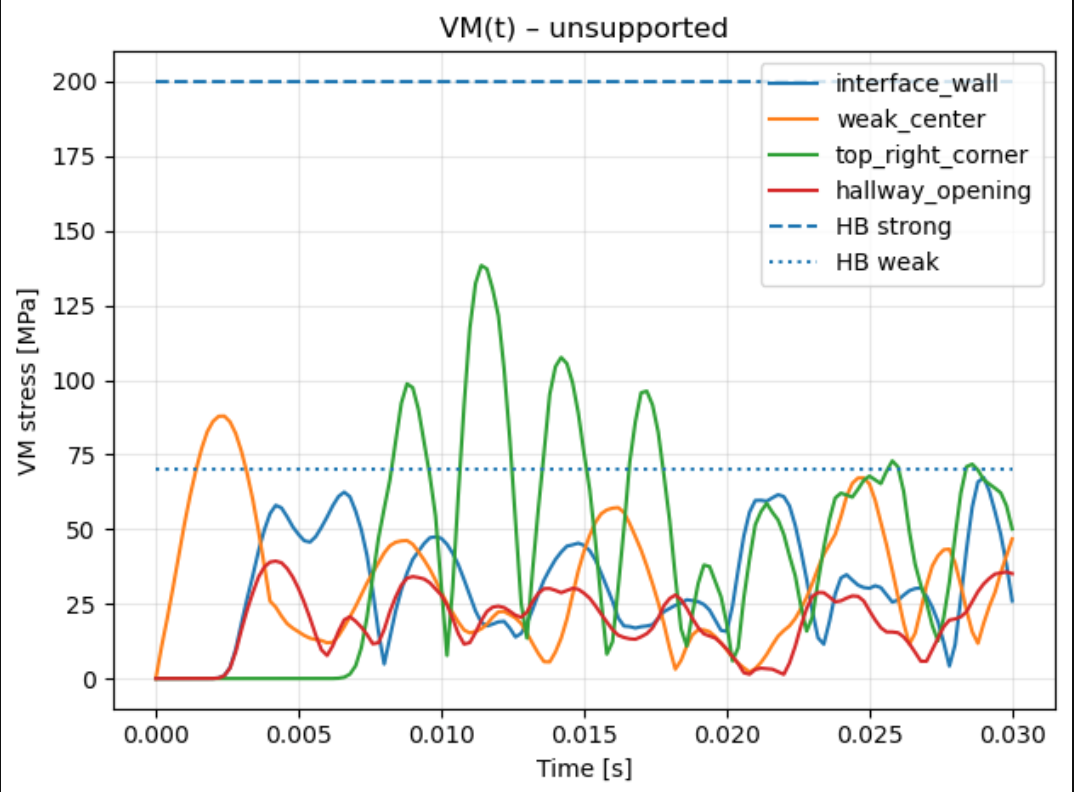 VM(t) – unsupported
200
175
150
125
100
75
50
25
0
VM stress [MPa]
interface_wall
weak_center
top_right_corner
hallway_opening
HB strong
HB weak
0.000 0.005 0.010 0.015 0.020 0.025 0.030
Time [s]